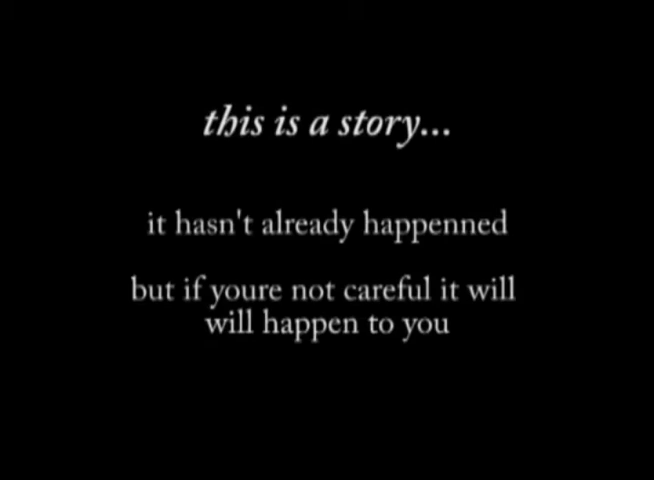 this is a story...
it hasn't already happenned
but if youre not careful it will
will happen to you